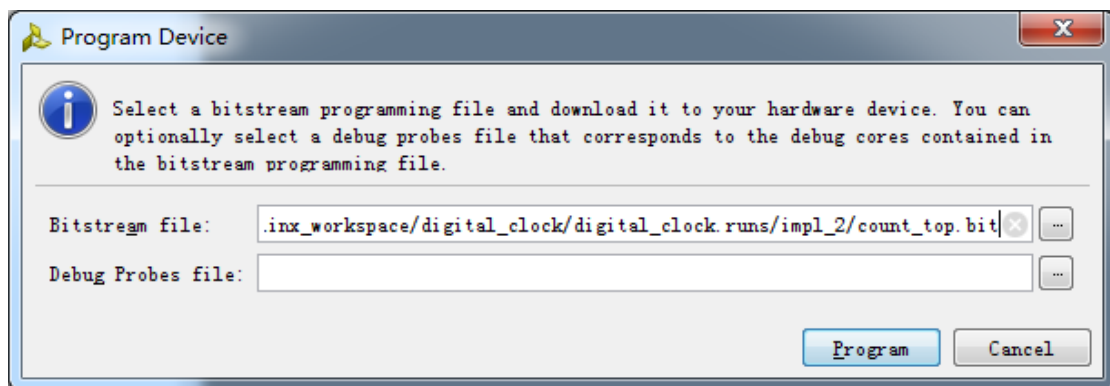 Program Device
Select a bitstream programming file and download it to your hardware device. You can
optionally select a debug probes file that corresponds to the debug cores contained in
the bitstream programming file.
Bitstream file: .inx_workspace/digital_clock/digital_clock.runs/impl_2/count_top.bit ...
Debug Probes file: ...
Program Cancel